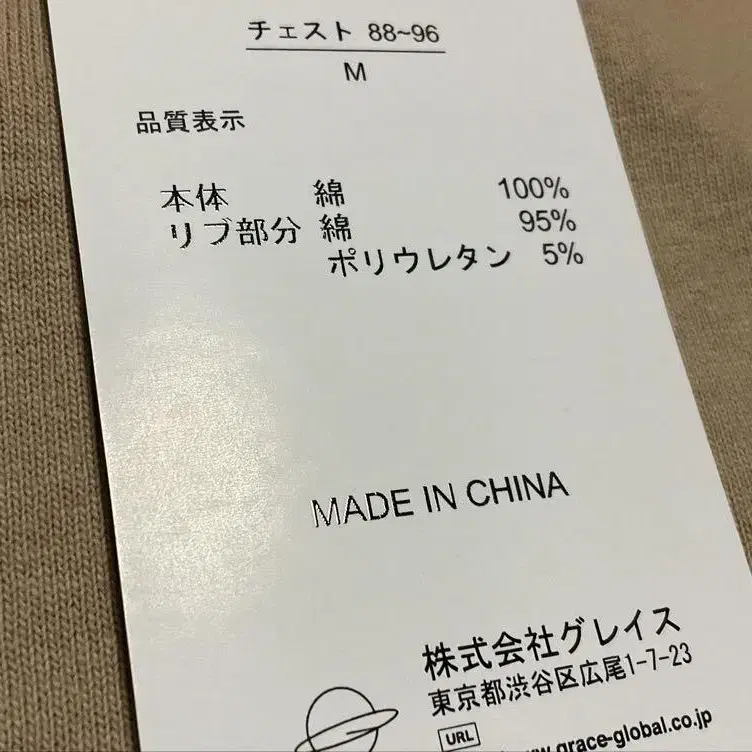 チェスト 88~96
M
品質表示
本体 綿 100%
リブ部分 綿 95%
ポリウレタン 5%
MADE IN CHINA
株式会社グレイス
東京都渋谷区広尾1-7-23
URL www.grace-global.co.jp